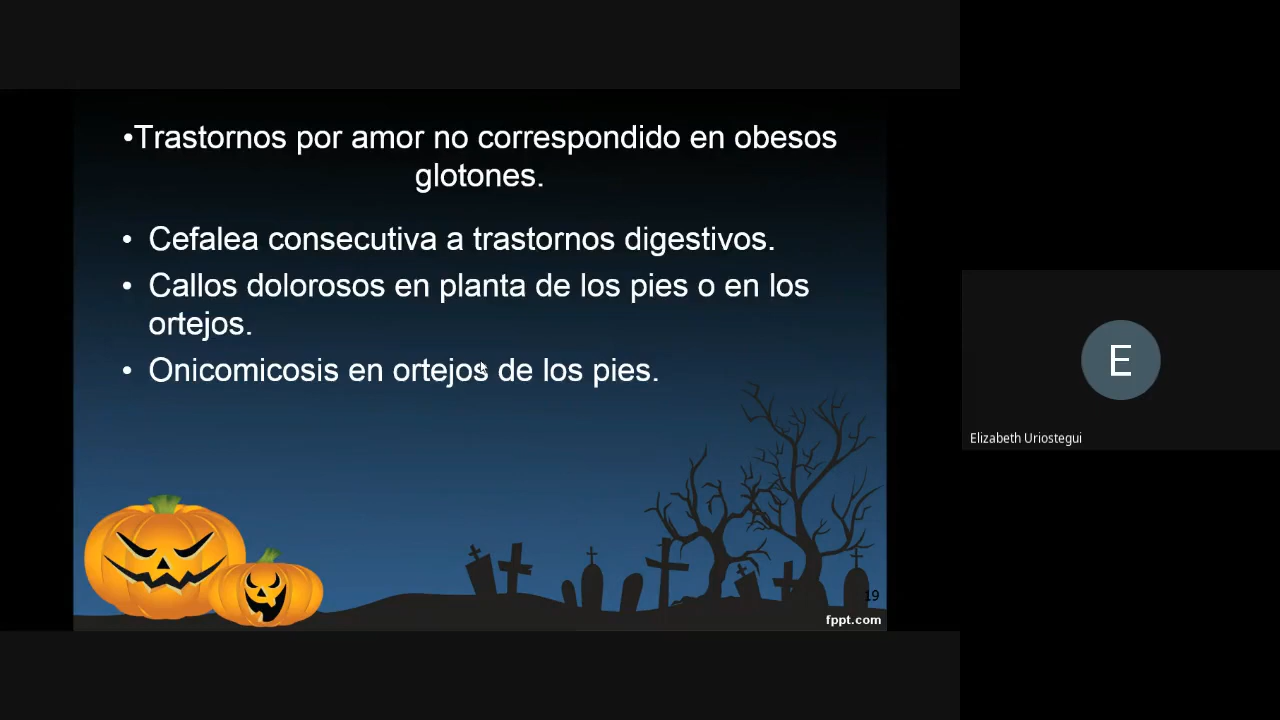 •Trastornos por amor no correspondido en obesos
glotones.
• Cefalea consecutiva a trastornos digestivos.
• Callos dolorosos en planta de los pies o en los
ortejos.
• Onicomicosis en ortejos de los pies.
19
fppt.com
E
Elizabeth Uriostegui